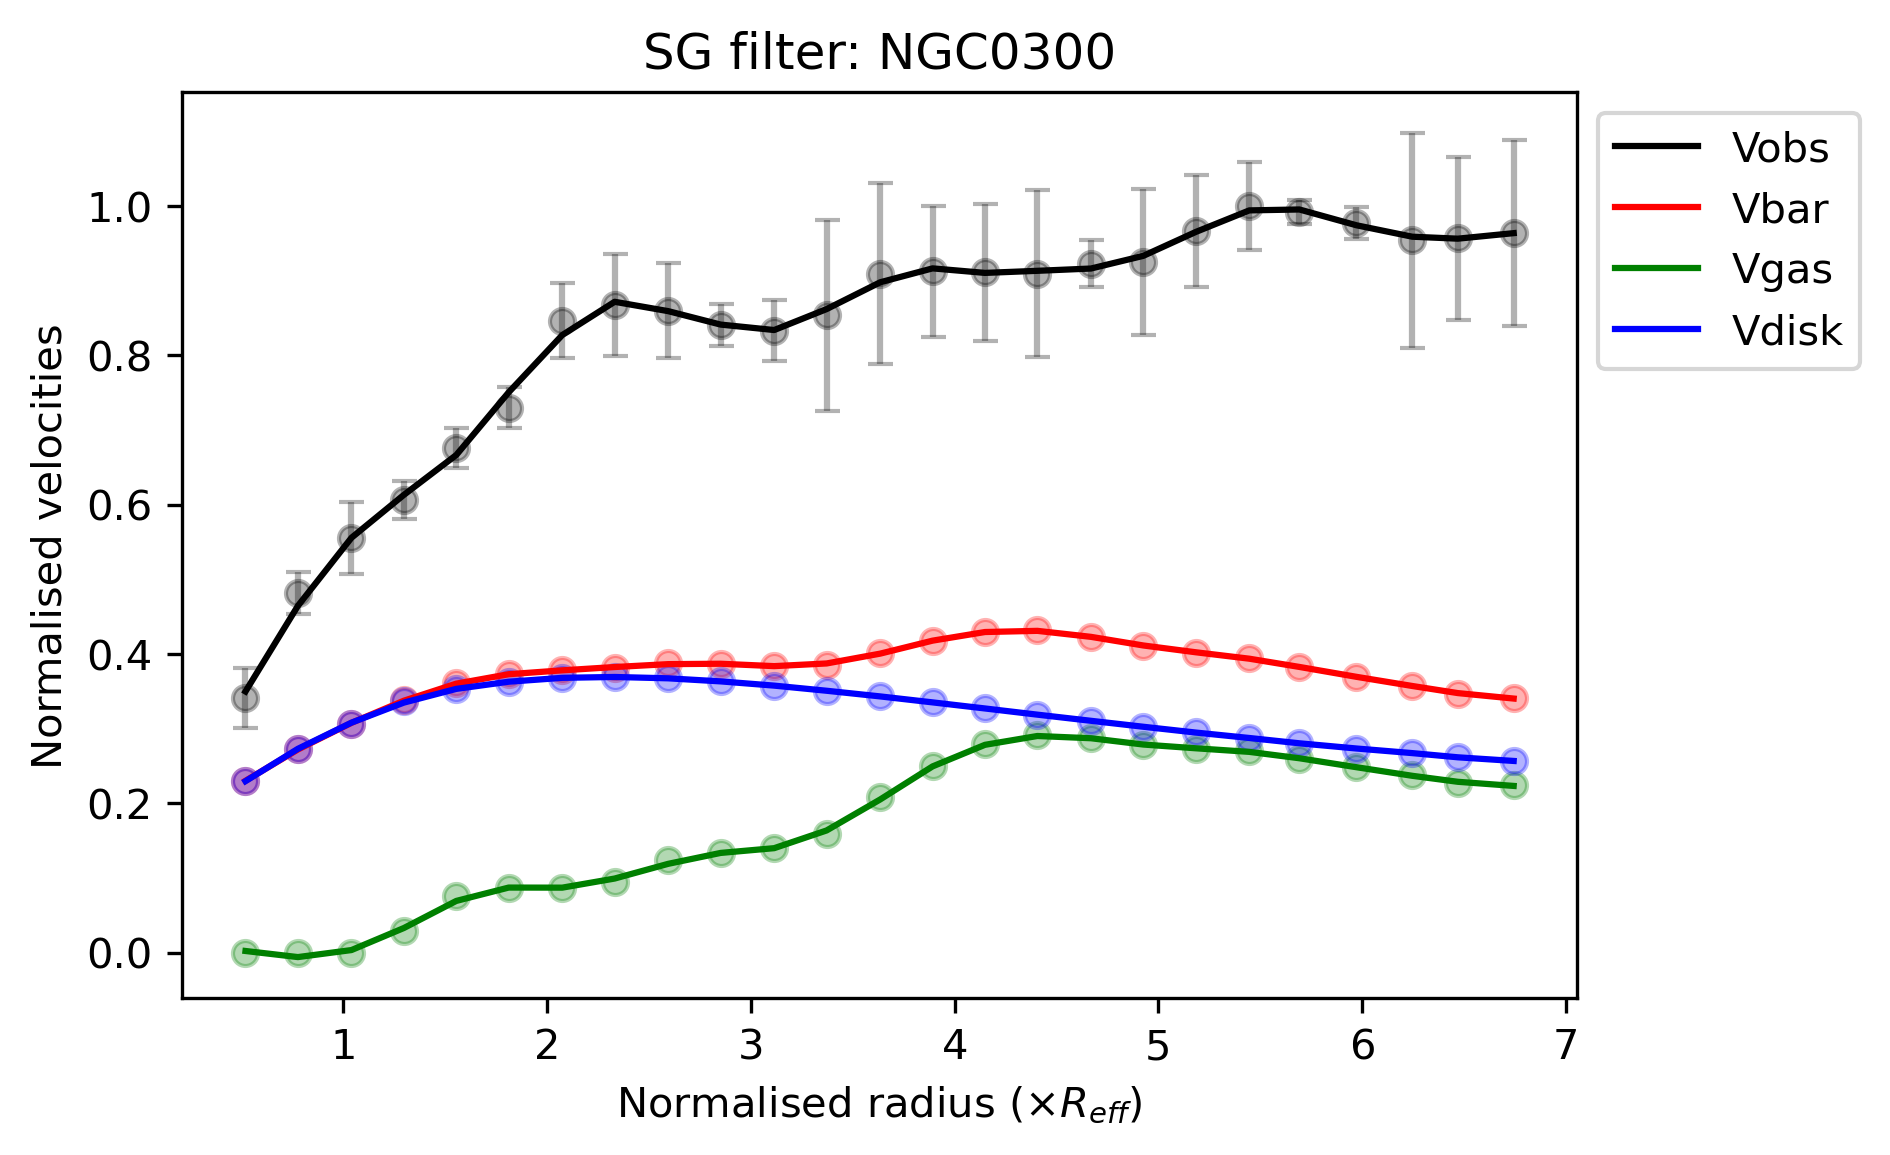 SG filter: NGC0300
Vobs
Vbar
Vgas
Vdisk
Normalised velocities
1.0
0.8
0.6
0.4
0.2
0.0
1 2 3 4 5 6 7
Normalised radius (×R_eff)